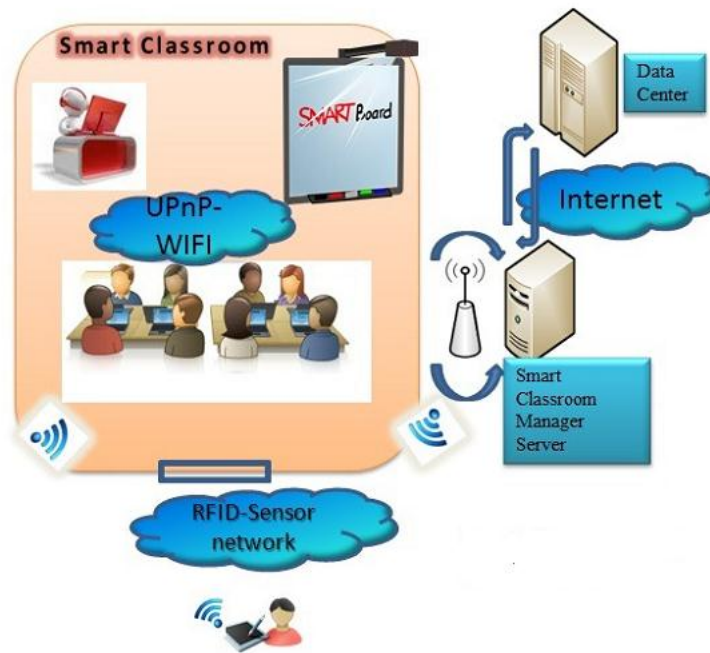 Smart Classroom
SMART Board
UPnP-
WIFI
Data
Center
Internet
Smart
Classroom
Manager
Server
RFID-Sensor
network